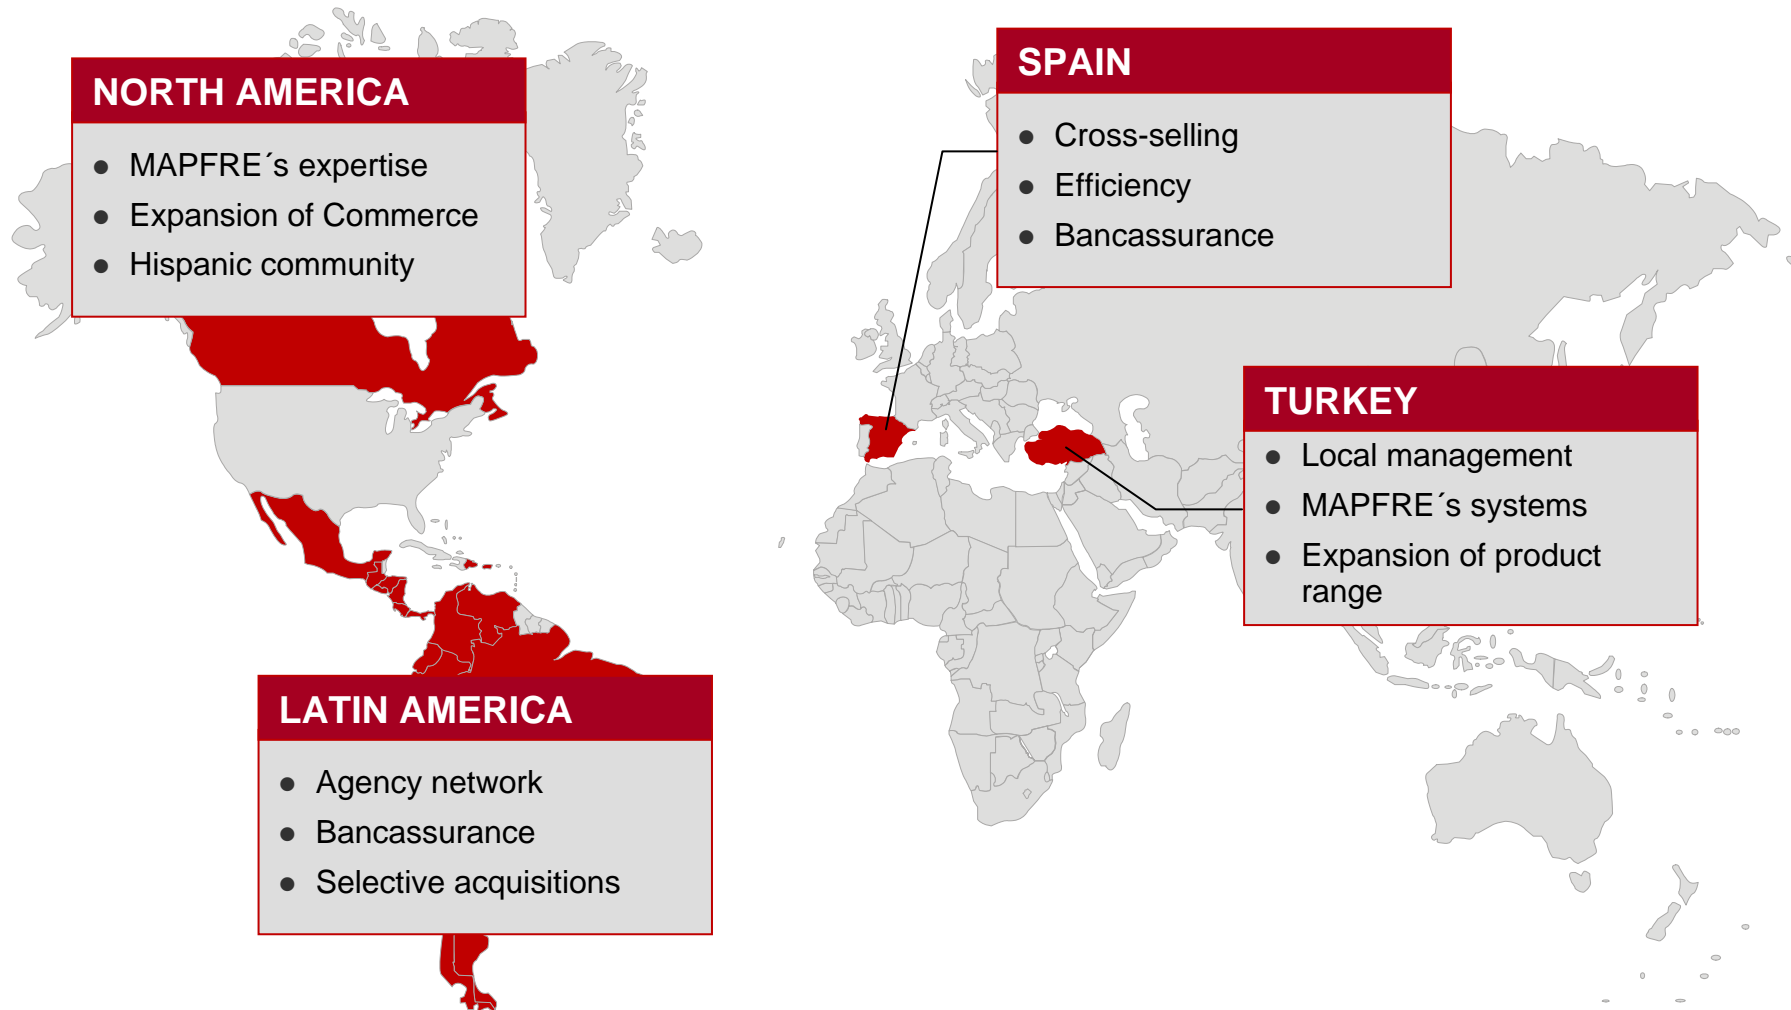 NORTH AMERICA
● MAPFRE´s expertise
● Expansion of Commerce
● Hispanic community
SPAIN
● Cross-selling
● Efficiency
● Bancassurance
TURKEY
● Local management
● MAPFRE´s systems
● Expansion of product
range
LATIN AMERICA
● Agency network
● Bancassurance
● Selective acquisitions